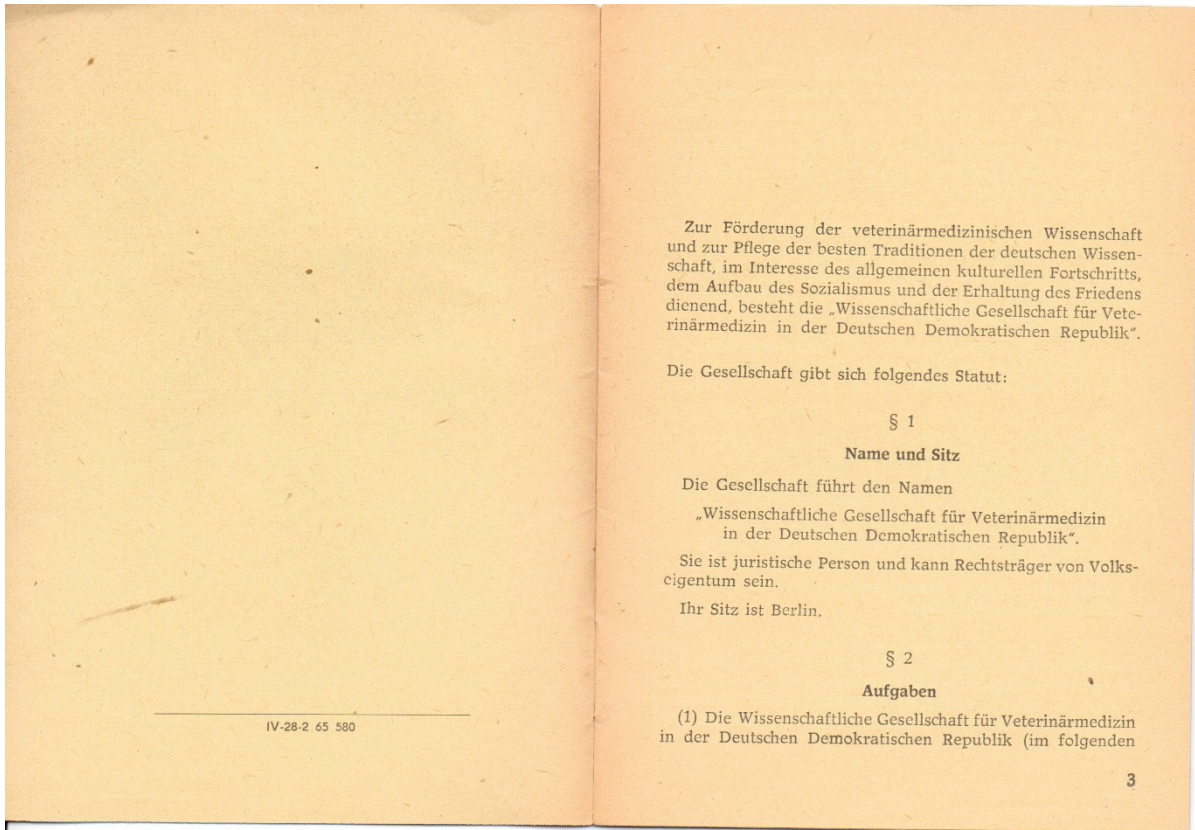 IV-28-2 65 580
Zur Förderung der veterinärmedizinischen Wissenschaft
und zur Pflege der besten Traditionen der deutschen Wissen-
schaft, im Interesse des allgemeinen kulturellen Fortschritts,
dem Aufbau des Sozialismus und der Erhaltung des Friedens
dienend, besteht die „Wissenschaftliche Gesellschaft für Vete-
rinärmedizin in der Deutschen Demokratischen Republik".
Die Gesellschaft gibt sich folgendes Statut:
§ 1
Name und Sitz
Die Gesellschaft führt den Namen
„Wissenschaftliche Gesellschaft für Veterinärmedizin
in der Deutschen Demokratischen Republik".
Sie ist juristische Person und kann Rechtsträger von Volks-
eigentum sein.
Ihr Sitz ist Berlin.
§ 2
Aufgaben
(1) Die Wissenschaftliche Gesellschaft für Veterinärmedizin
in der Deutschen Demokratischen Republik (im folgenden
3